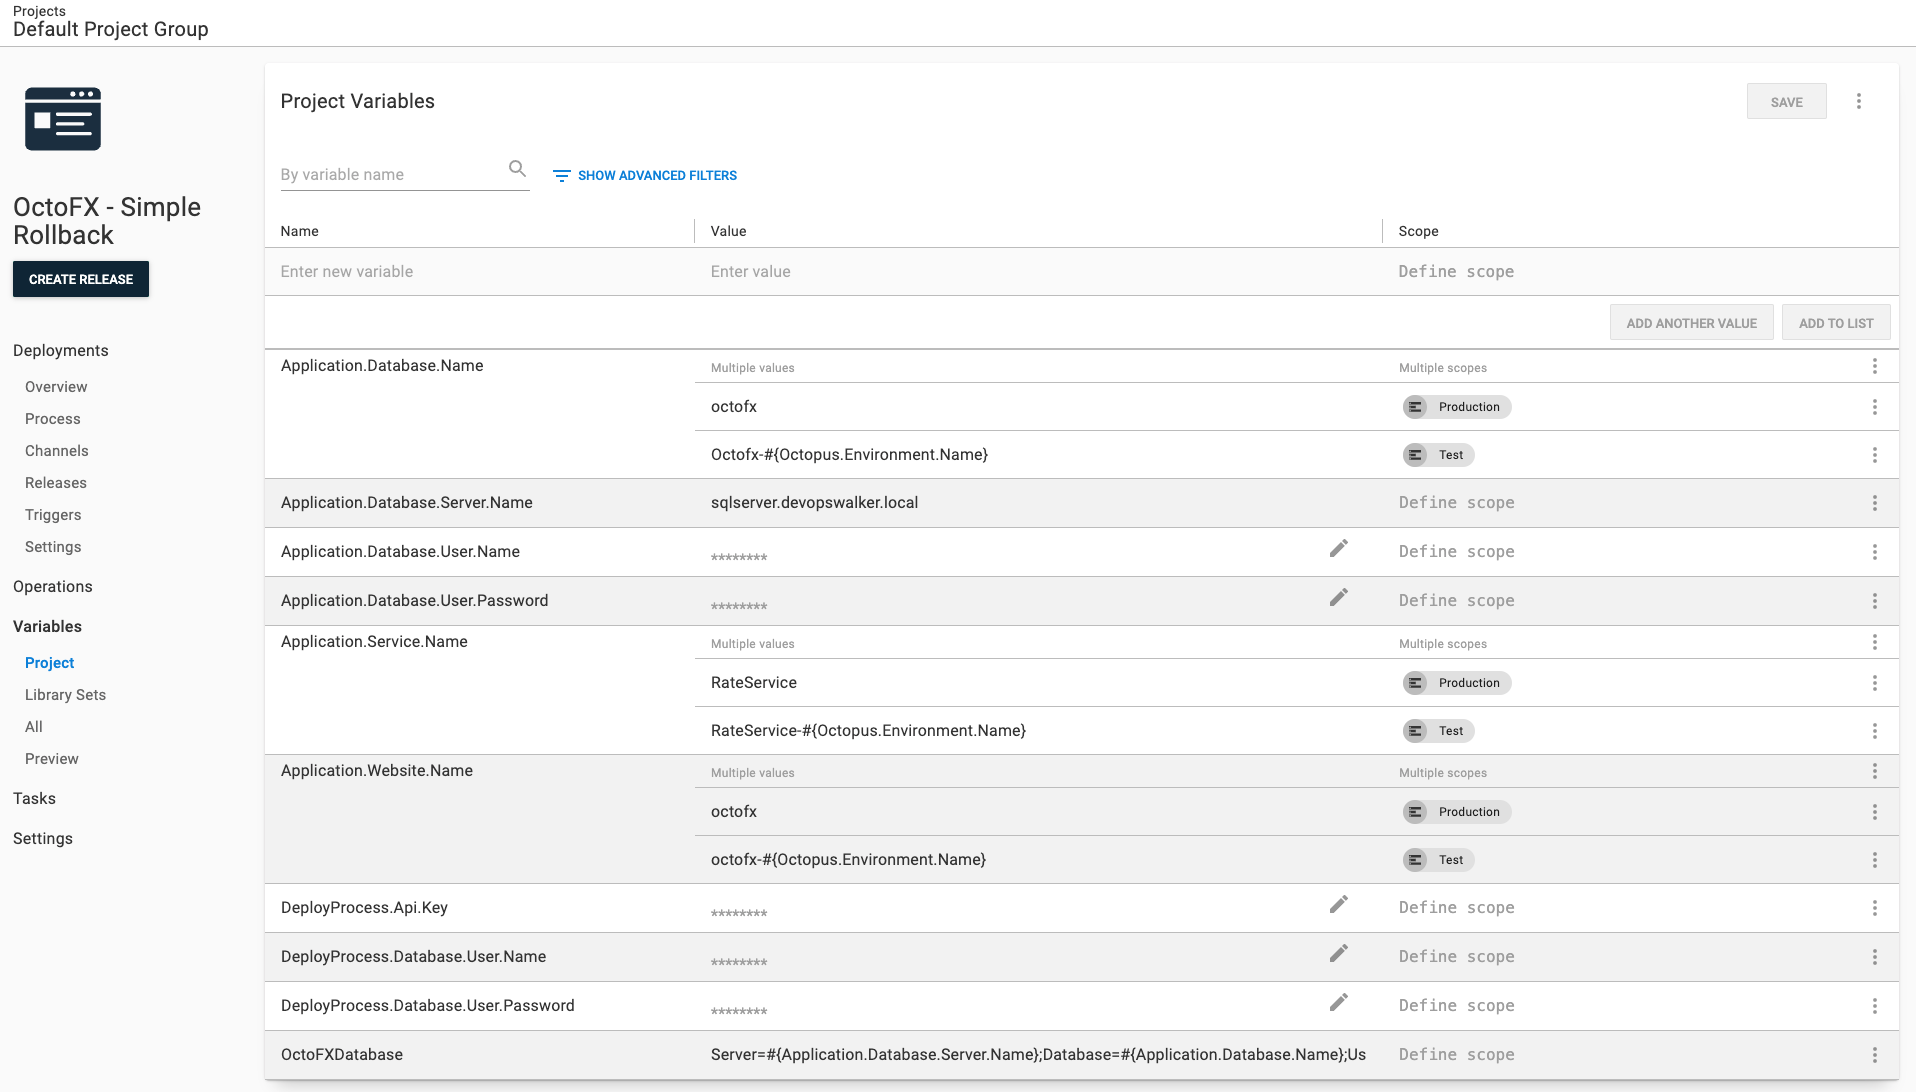 Projects
Default Project Group
OctoFX - Simple
Rollback
CREATE RELEASE
Deployments
Overview
Process
Channels
Releases
Triggers
Settings
Operations
Variables
Project
Library Sets
All
Preview
Tasks
Settings
Project Variables
SAVE
By variable name
SHOW ADVANCED FILTERS
Name Value Scope
Enter new variable Enter value Define scope
ADD ANOTHER VALUE ADD TO LIST
Application.Database.Name Multiple values Multiple scopes
octofx Production
Octofx-#{Octopus.Environment.Name} Test
Application.Database.Server.Name sqlserver.devopswalker.local Define scope
Application.Database.User.Name ******** Define scope
Application.Database.User.Password ******** Define scope
Application.Service.Name Multiple values Multiple scopes
RateService Production
RateService-#{Octopus.Environment.Name} Test
Application.Website.Name Multiple values Multiple scopes
octofx Production
octofx-#{Octopus.Environment.Name} Test
DeployProcess.Api.Key ******** Define scope
DeployProcess.Database.User.Name ******** Define scope
DeployProcess.Database.User.Password ******** Define scope
OctoFXDatabase Server=#{Application.Database.Server.Name};Database=#{Application.Database.Name};Us Define scope